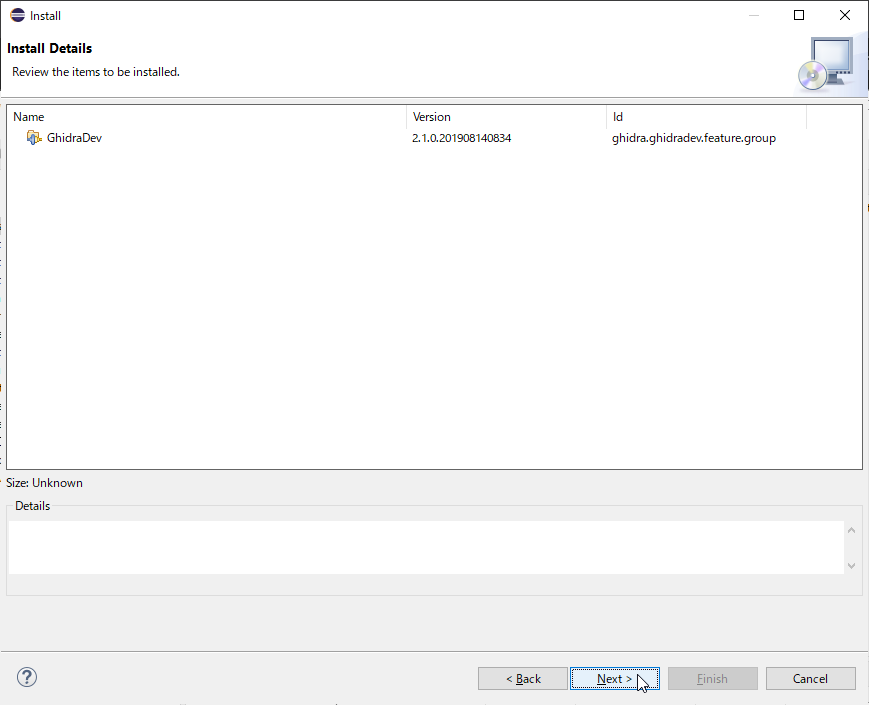 Install
Install Details
Review the items to be installed.
Name Version Id
GhidraDev 2.1.0.201908140834 ghidra.ghidradev.feature.group
Size: Unknown
Details
?
< Back Next > Finish Cancel